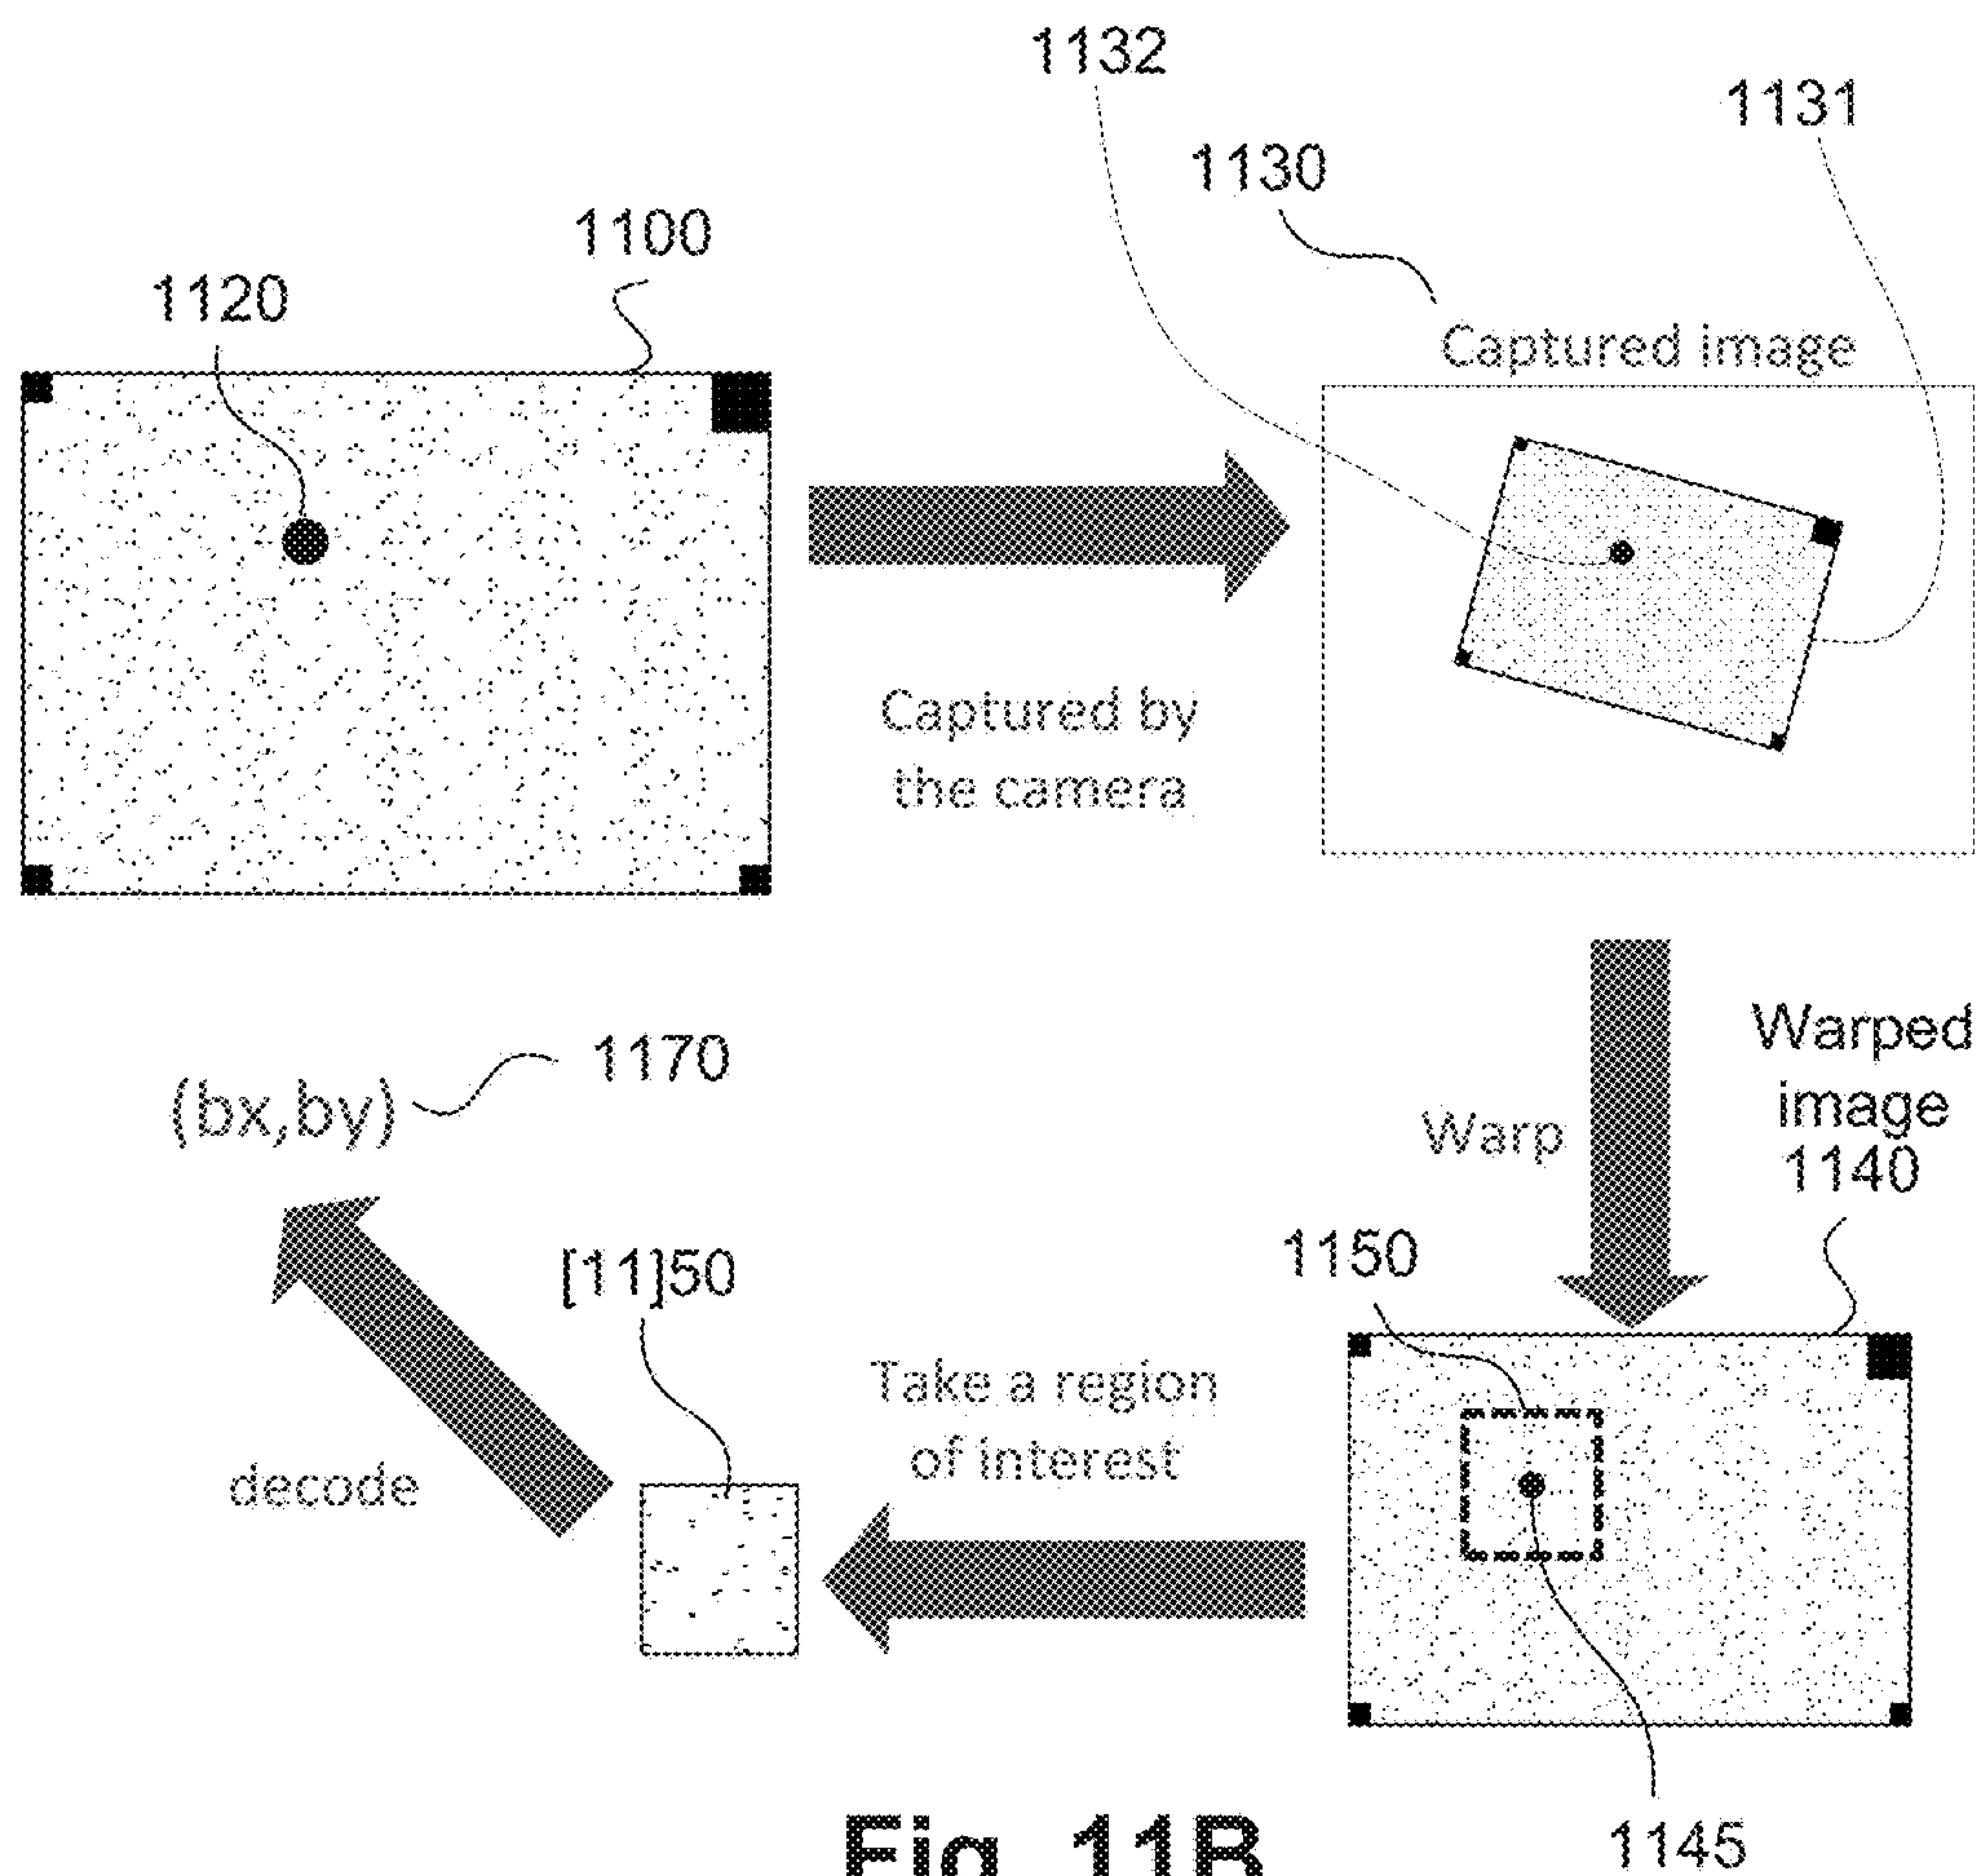 1132
1131
1130
1100
1120
Captured image
Captured by
the camera
Warped
image
1140
1170
(bx,by)
Warp
1150
[11]50
Take a region
of interest
decode
1145
Fig. 11B